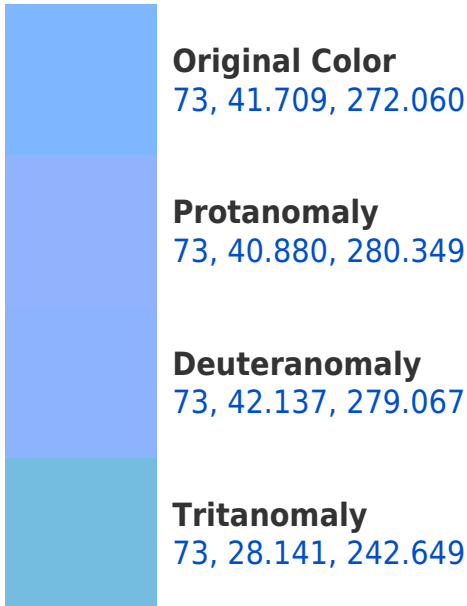 Original Color
73, 41.709, 272.060
Protanomaly
73, 40.880, 280.349
Deuteranomaly
73, 42.137, 279.067
Tritanomaly
73, 28.141, 242.649